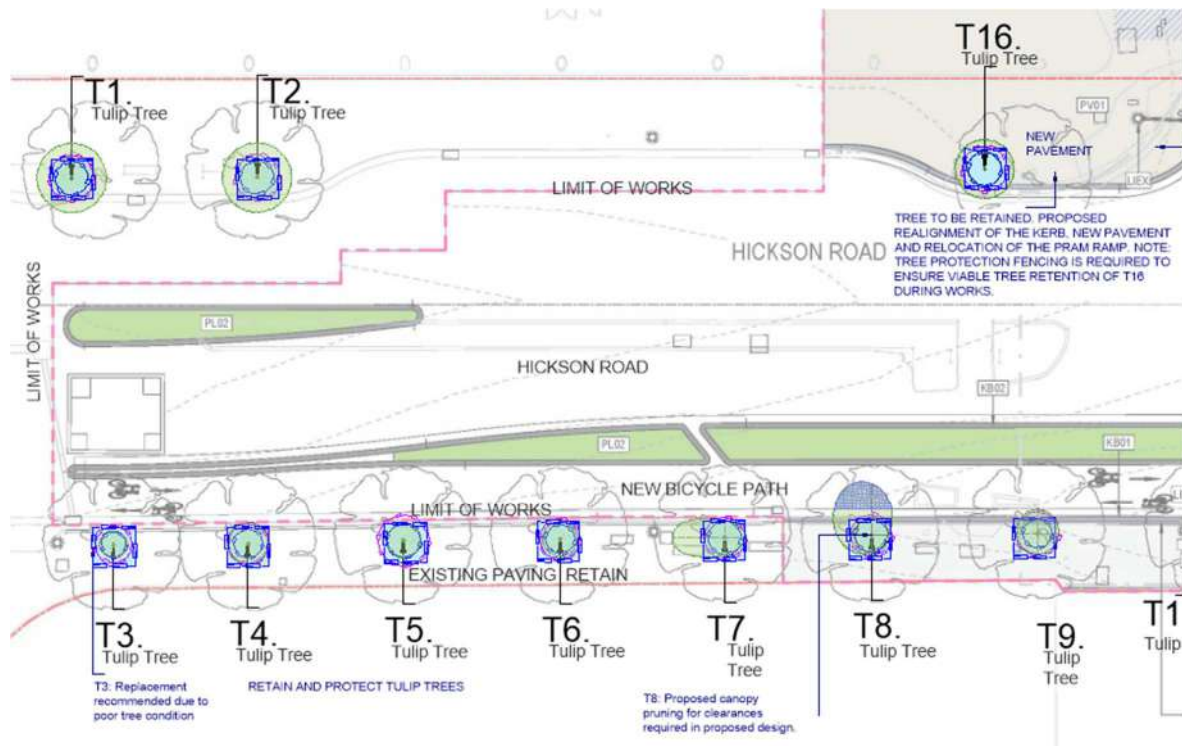 T1.
Tulip Tree
T2.
Tulip Tree
T16.
Tulip Tree
PV01
NEW
PAVEMENT
LIEX
LIMIT OF WORKS
TREE TO BE RETAINED. PROPOSED
REALIGNMENT OF THE KERB, NEW PAVEMENT
AND RELOCATION OF THE PRAM RAMP. NOTE:
TREE PROTECTION FENCING IS REQUIRED TO
ENSURE VIABLE TREE RETENTION OF T16
DURING WORKS.
HICKSON ROAD
LIMIT OF WORKS
PL02
HICKSON ROAD
KB02
PL02
KB01
NEW BICYCLE PATH
LIMIT OF WORKS
EXISTING PAVING RETAIN
T3.
Tulip Tree
T4.
Tulip Tree
T5.
Tulip Tree
T6.
Tulip Tree
T7.
Tulip
Tree
T8.
Tulip Tree
T9.
Tulip
Tree
T1
Tulip
T3: Replacement
recommended due to
poor tree condition
RETAIN AND PROTECT TULIP TREES
T8: Proposed canopy
pruning for clearances
required in proposed design.